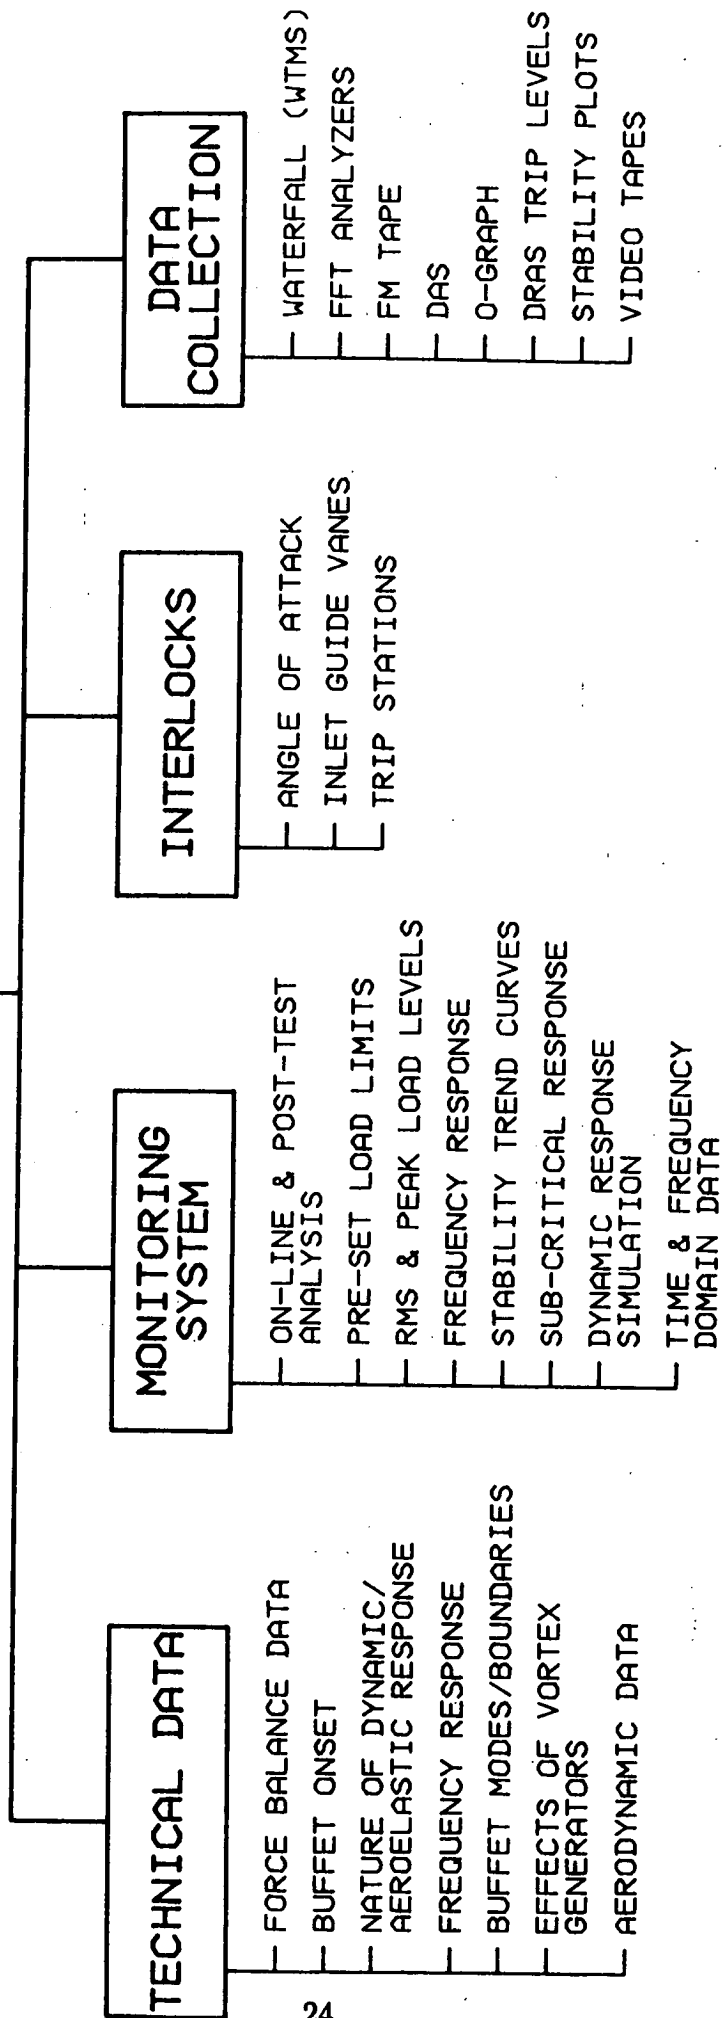 TECHNICAL DATA
FORCE BALANCE DATA
BUFFET ONSET
NATURE OF DYNAMIC/
AEROELASTIC RESPONSE
FREQUENCY RESPONSE
BUFFET MODES/BOUNDARIES
EFFECTS OF VORTEX
GENERATORS
AERODYNAMIC DATA
MONITORING
SYSTEM
ON-LINE & POST-TEST
ANALYSIS
PRE-SET LOAD LIMITS
RMS & PEAK LOAD LEVELS
FREQUENCY RESPONSE
STABILITY TREND CURVES
SUB-CRITICAL RESPONSE
DYNAMIC RESPONSE
SIMULATION
TIME & FREQUENCY
DOMAIN DATA
INTERLOCKS
ANGLE OF ATTACK
INLET GUIDE VANES
TRIP STATIONS
DATA
COLLECTION
WATERFALL (WTMS)
FFT ANALYZERS
FM TAPE
DAS
O-GRAPH
DRAS TRIP LEVELS
STABILITY PLOTS
VIDEO TAPES
24